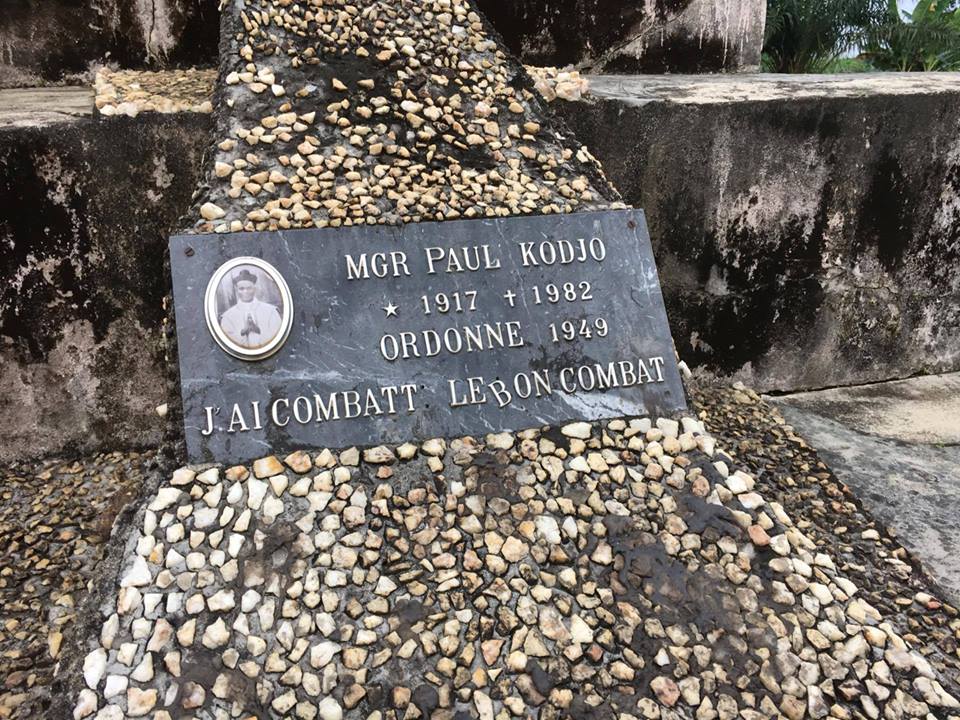 MGR PAUL KODJO
★ 1917 ✝ 1982
ORDONNE 1949
J'AI COMBATT' LE BON COMBAT